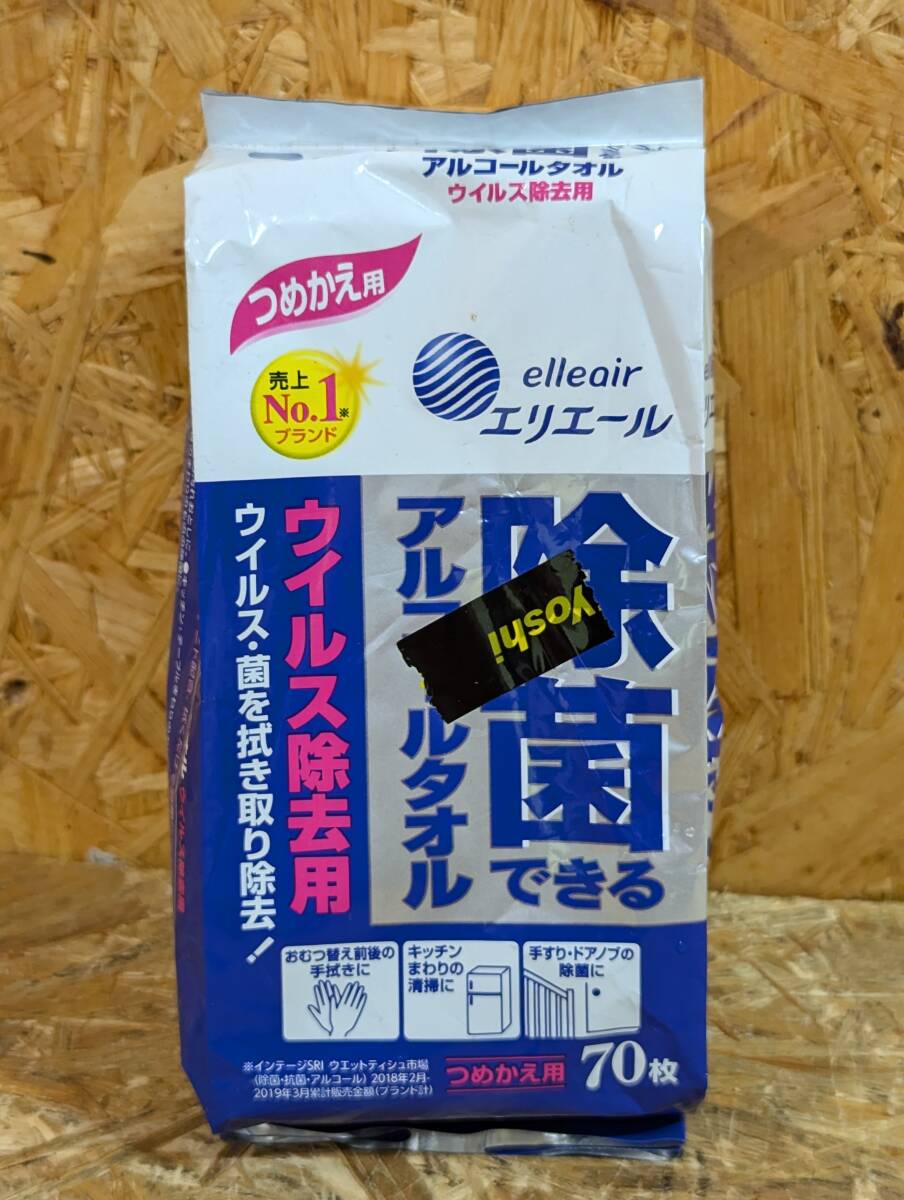 アルコールタオル
ウイルス除去用
つめかえ用
売上
No.1※
ブランド
elleair
エリエール
除菌
できる
アルコールタオル
ウイルス除去用
ウイルス・菌を拭き取り除去!
Yoshi
おむつ替え前後の
手拭きに
キッチン
まわりの
清掃に
手すり・ドアノブの
除菌に
※インテージSRI ウエットティシュ市場
(除菌・抗菌・アルコール) 2018年2月-
2019年3月累計販売金額(ブランド計)
つめかえ用
70枚